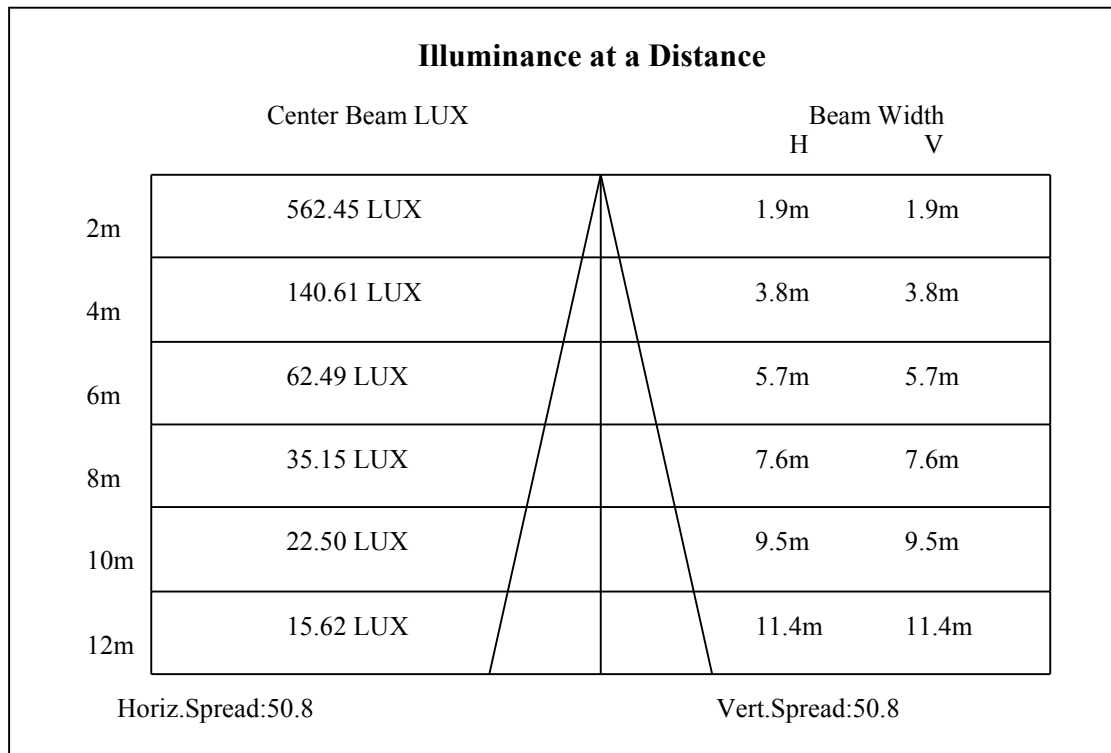 Illuminance at a Distance
Center Beam LUX Beam Width
H V
2m 562.45 LUX 1.9m 1.9m
4m 140.61 LUX 3.8m 3.8m
6m 62.49 LUX 5.7m 5.7m
8m 35.15 LUX 7.6m 7.6m
10m 22.50 LUX 9.5m 9.5m
12m 15.62 LUX 11.4m 11.4m
Horiz.Spread:50.8 Vert.Spread:50.8